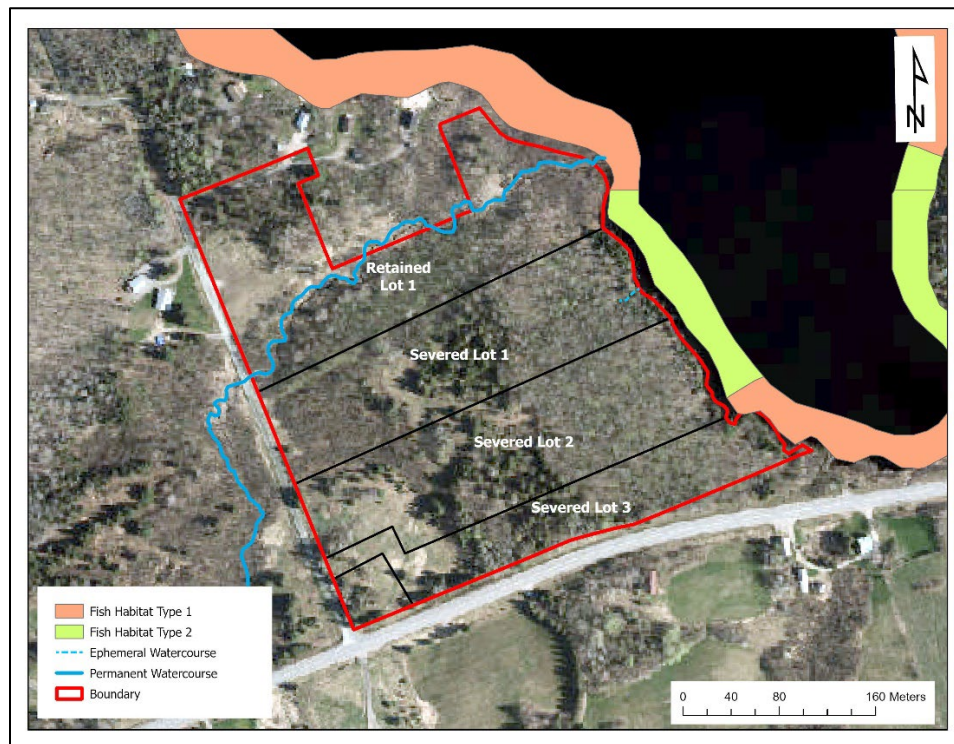 N
Retained
Lot 1
Severed Lot 1
Severed Lot 2
Severed Lot 3
Fish Habitat Type 1
Fish Habitat Type 2
Ephemeral Watercourse
Permanent Watercourse
Boundary
0 40 80 160 Meters